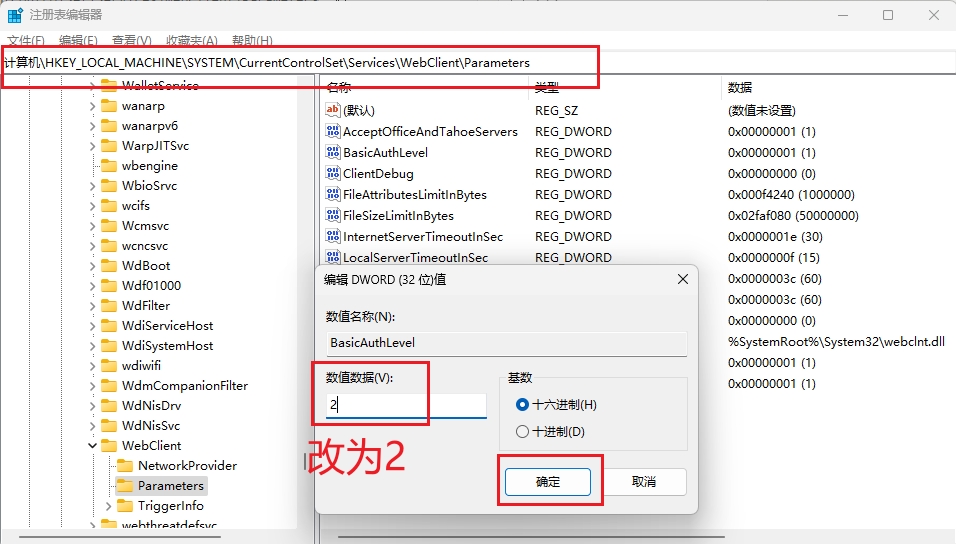 注册表编辑器
文件(F) 编辑(E) 查看(V) 收藏夹(A) 帮助(H)
计算机\HKEY_LOCAL_MACHINE\SYSTEM\CurrentControlSet\Services\WebClient\Parameters
WalletService
wanarp
wanarpv6
WarpJITSvc
wbengine
WbioSrvc
wcifs
Wcmsvc
wcncsvc
WdBoot
Wdf01000
WdFilter
WdiServiceHost
WdiSystemHost
wdiwifi
WdmCompanionFilter
WdNisDrv
WdNisSvc
WebClient
NetworkProvider
Parameters
TriggerInfo
webthreatdefsvc
名称 类型 数据
(默认) REG_SZ (数值未设置)
AcceptOfficeAndTahoeServers REG_DWORD 0x00000001 (1)
BasicAuthLevel REG_DWORD 0x00000001 (1)
ClientDebug REG_DWORD 0x00000000 (0)
FileAttributesLimitInBytes REG_DWORD 0x000f4240 (1000000)
FileSizeLimitInBytes REG_DWORD 0x02faf080 (50000000)
InternetServerTimeoutInSec REG_DWORD 0x0000001e (30)
LocalServerTimeoutInSec REG_DWORD 0x0000000f (15)
0x0000003c (60)
0x0000003c (60)
0x00000000 (0)
%SystemRoot%\System32\webclnt.dll
0x00000001 (1)
0x00000001 (1)
编辑 DWORD (32 位)值
数值名称(N):
BasicAuthLevel
数值数据(V):
2
基数
十六进制(H)
十进制(D)
改为2
确定 取消